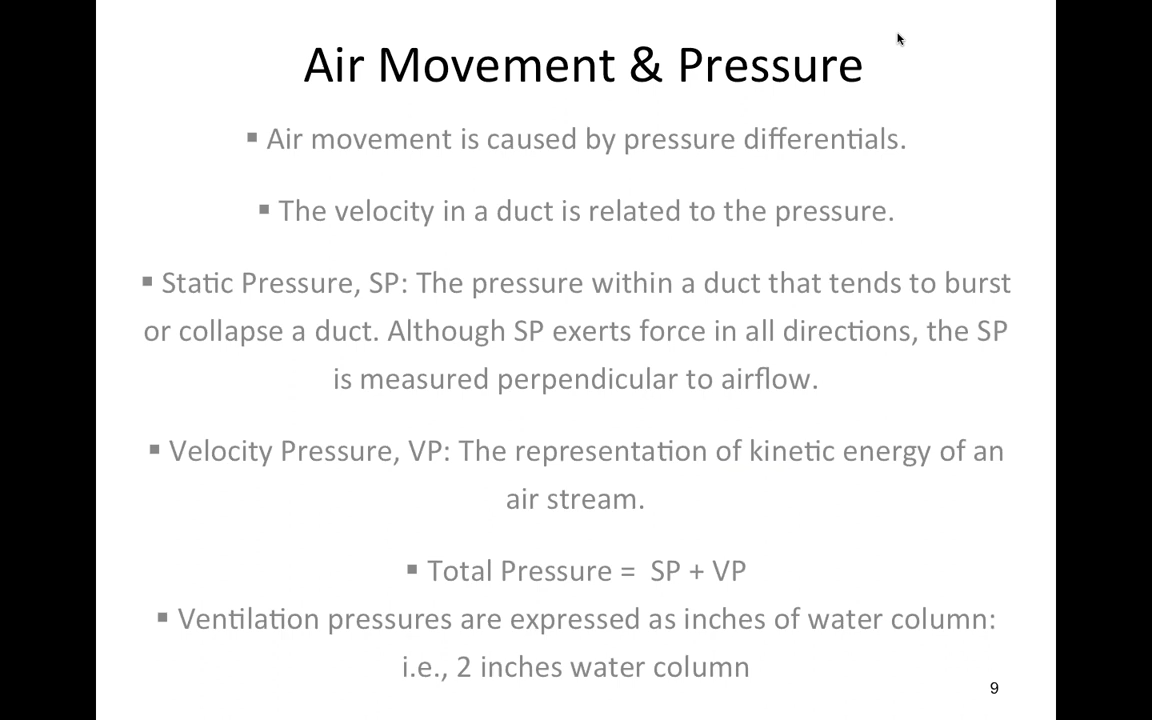 Air Movement & Pressure
▪ Air movement is caused by pressure differentials.
▪ The velocity in a duct is related to the pressure.
▪ Static Pressure, SP: The pressure within a duct that tends to burst
or collapse a duct. Although SP exerts force in all directions, the SP
is measured perpendicular to airflow.
▪ Velocity Pressure, VP: The representation of kinetic energy of an
air stream.
▪ Total Pressure = SP + VP
▪ Ventilation pressures are expressed as inches of water column:
i.e., 2 inches water column
9